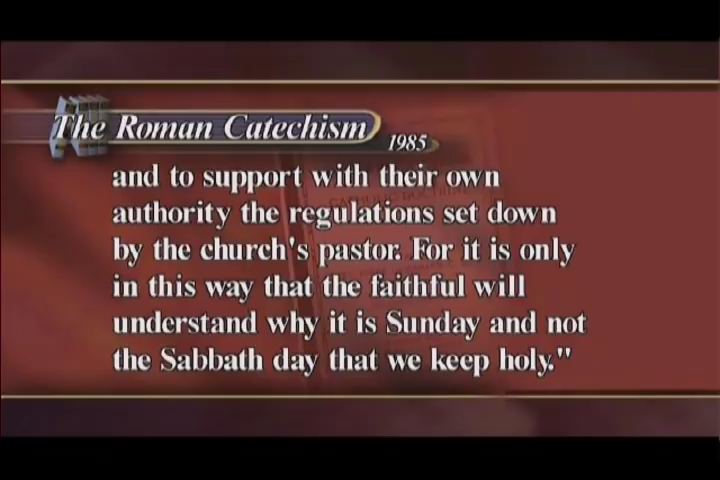 The Roman Catechism
1985
and to support with their own
authority the regulations set down
by the church's pastor. For it is only
in this way that the faithful will
understand why it is Sunday and not
the Sabbath day that we keep holy."